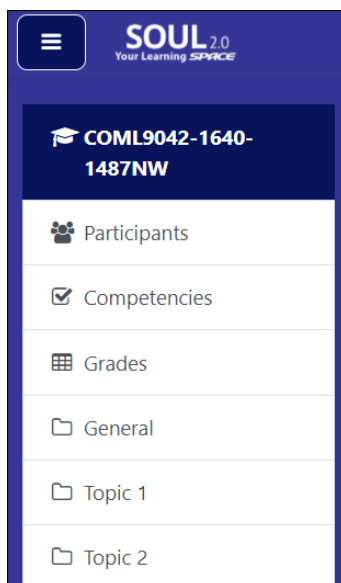 SOUL 2.0
Your Learning SPACE
COML9042-1640-
1487NW
Participants
Competencies
Grades
General
Topic 1
Topic 2